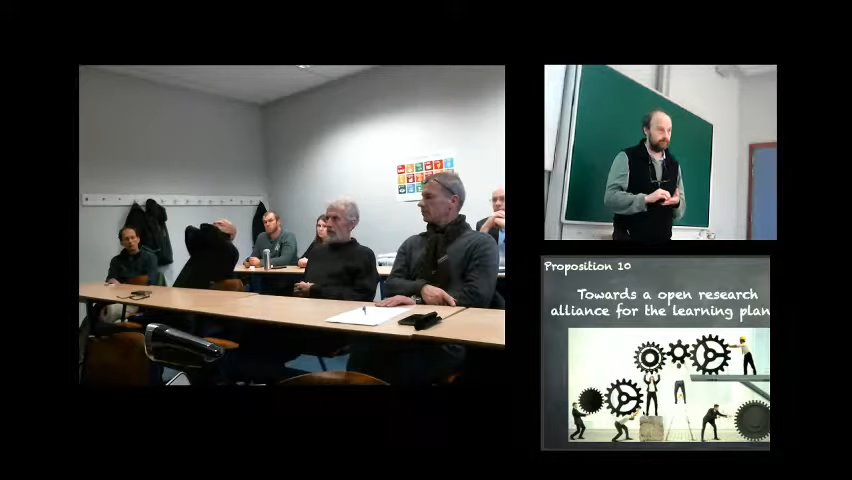 Proposition 10
Towards a open research
alliance for the learning plan